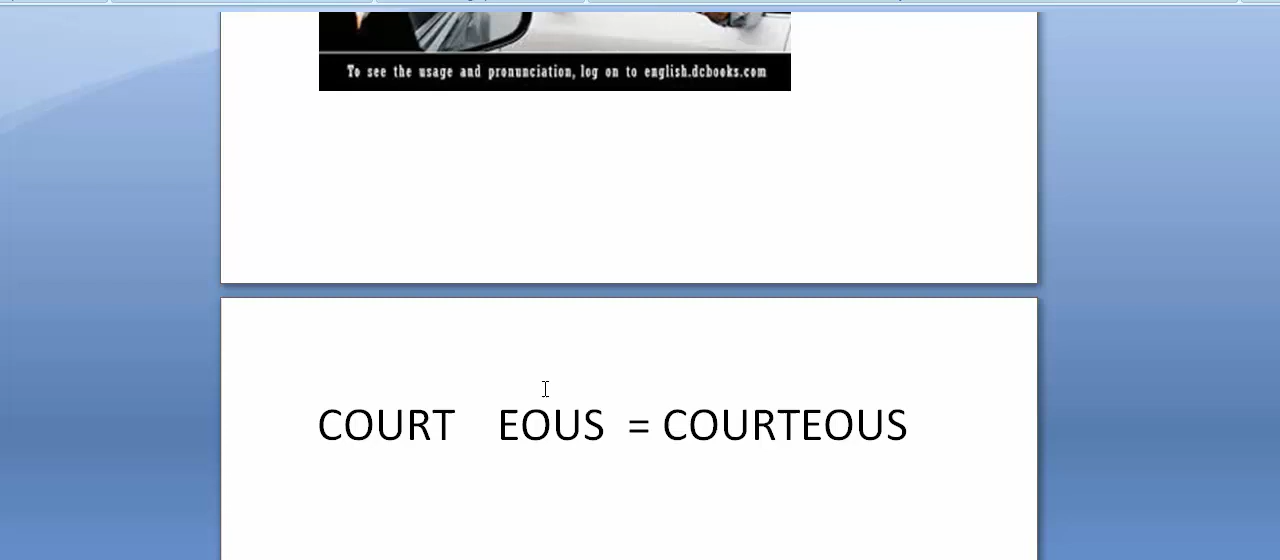 To see the usage and pronunciation, log on to english.dcbooks.com
COURT EOUS = COURTEOUS